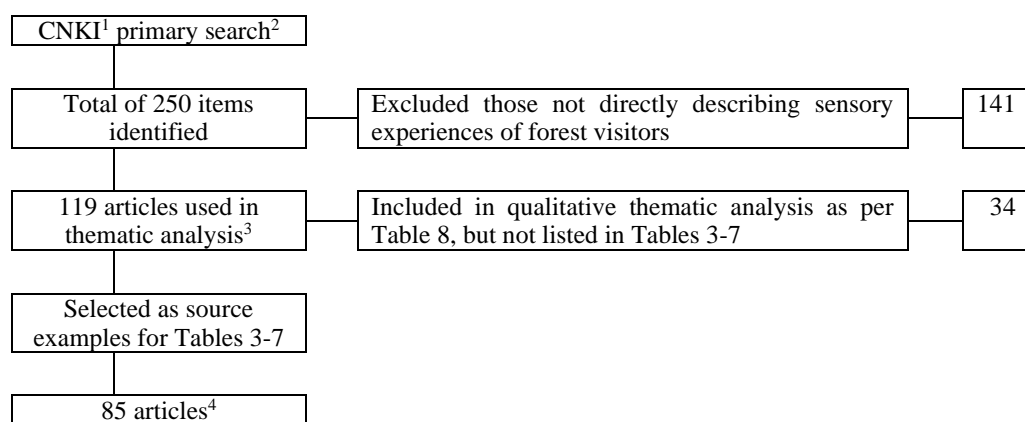 CNKI¹ primary search²
Total of 250 items
identified
Excluded those not directly describing sensory
experiences of forest visitors
141
119 articles used in
thematic analysis³
Included in qualitative thematic analysis as per
Table 8, but not listed in Tables 3-7
34
Selected as source
examples for Tables 3-7
85 articles⁴